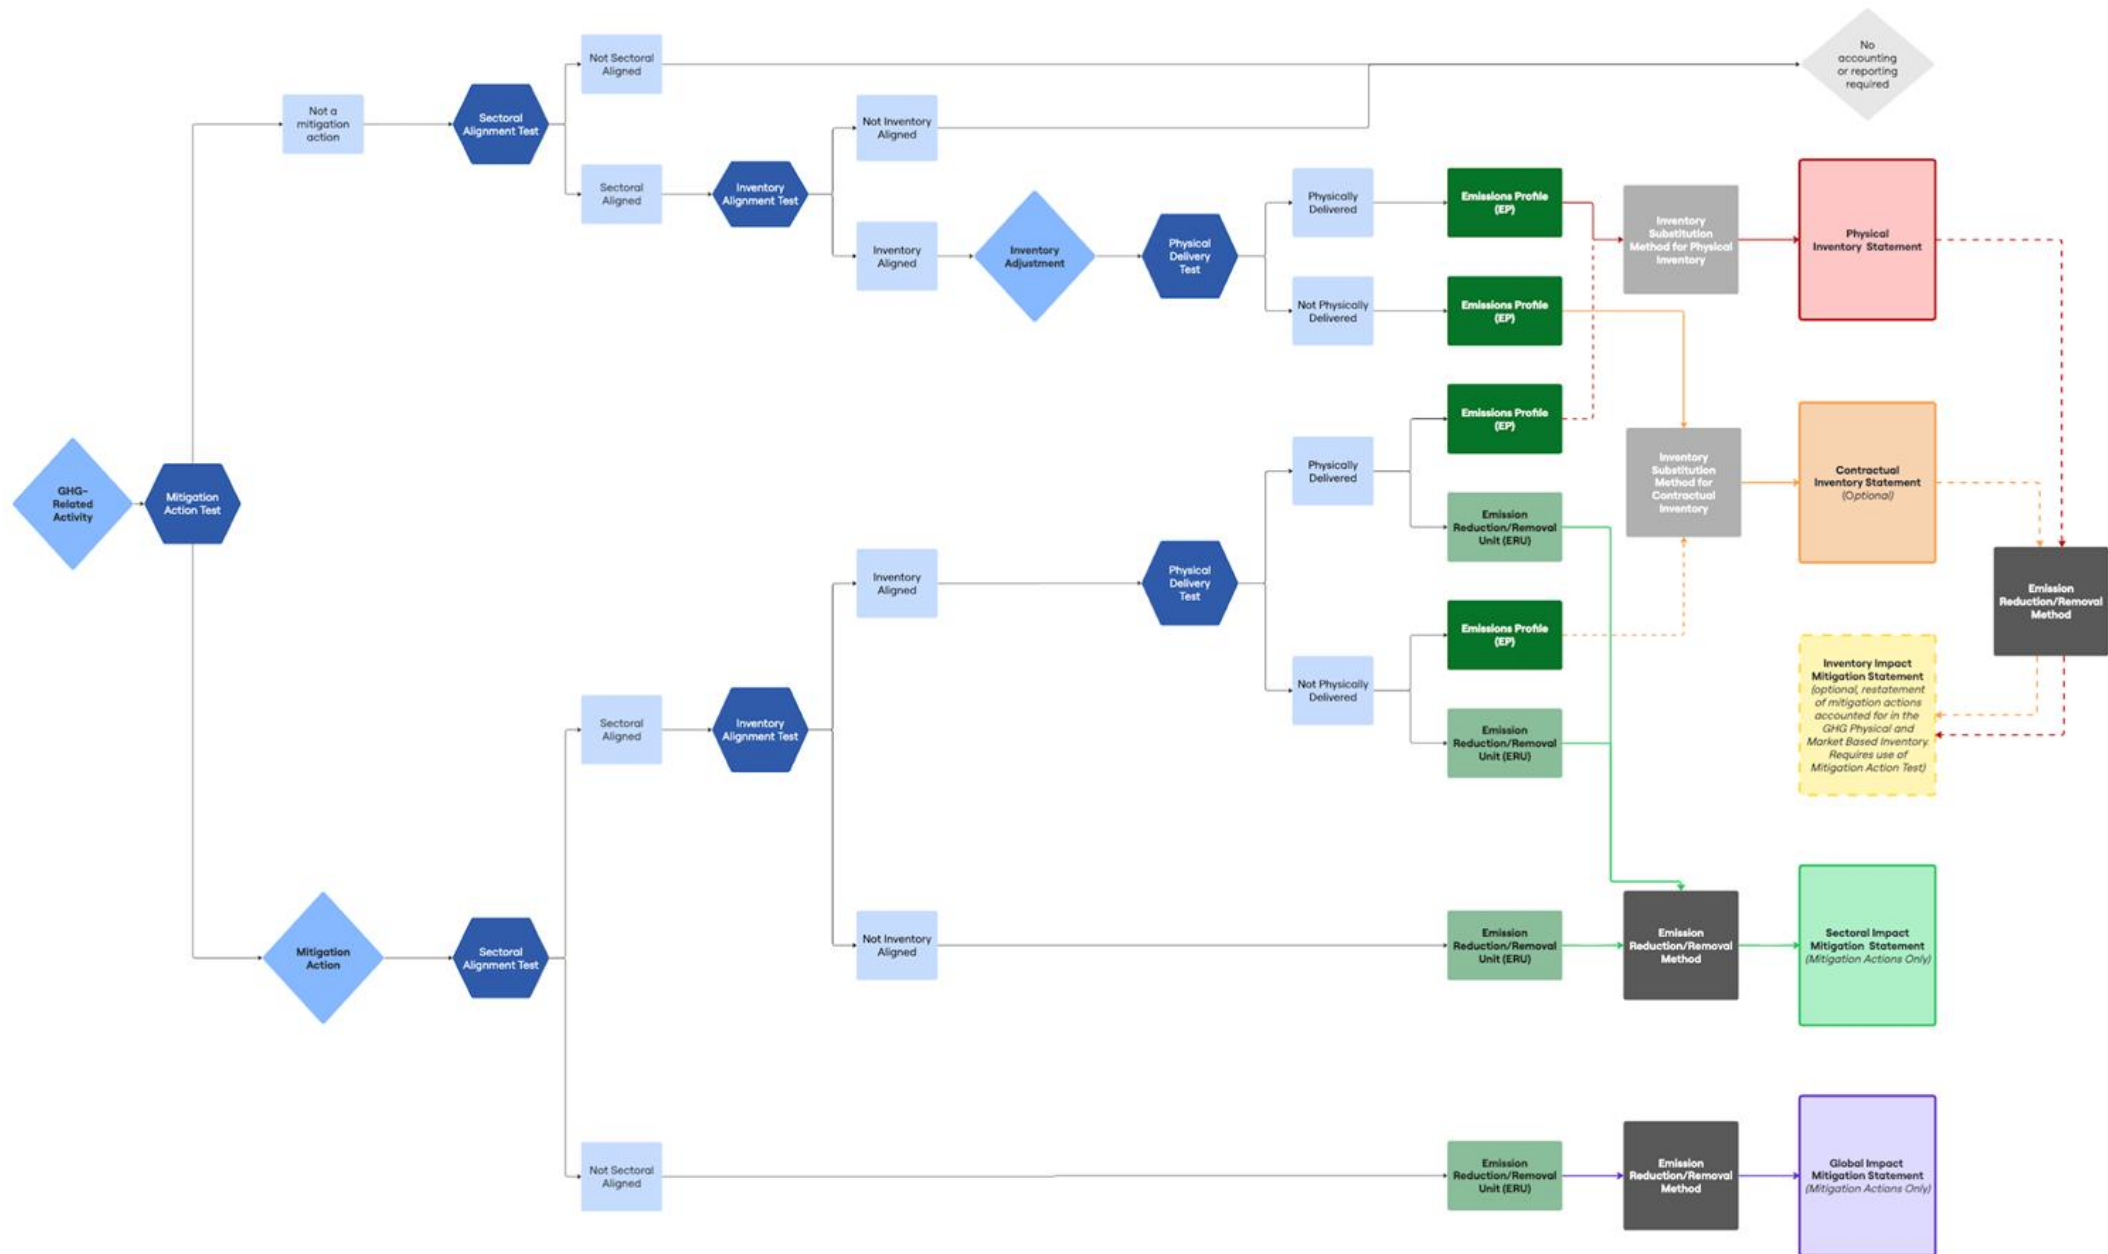 No
accounting
or reporting
required
Not Sectoral
Aligned
Not a
mitigation
action
Sectoral
Alignment Test
Not Inventory
Aligned
Sectoral
Aligned
Inventory
Alignment Test
Physically
Delivered
Emissions Profile
(EP)
Inventory
Substitution
Method for Physical
Inventory
Physical
Inventory Statement
Inventory
Aligned
Inventory
Adjustment
Physical
Delivery
Test
Not Physically
Delivered
Emissions Profile
(EP)
Emissions Profile
(EP)
Physically
Delivered
Inventory
Substitution
Method for
Contractual
Inventory
Contractual
Inventory Statement
(Optional)
GHG-
Related
Activity
Mitigation
Action Test
Emission
Reduction/Removal
Unit (ERU)
Inventory
Aligned
Physical
Delivery
Test
Emission
Reduction/Removal
Method
Emissions Profile
(EP)
Not Physically
Delivered
Inventory Impact
Mitigation Statement
(optional, restatement
of mitigation actions
accounted for in the
GHG Physical and
Market Based Inventory.
Requires use of
Mitigation Action Test)
Sectoral
Aligned
Inventory
Alignment Test
Emission
Reduction/Removal
Unit (ERU)
Mitigation
Action
Sectoral
Alignment Test
Not Inventory
Aligned
Emission
Reduction/Removal
Unit (ERU)
Emission
Reduction/Removal
Method
Sectoral Impact
Mitigation Statement
(Mitigation Actions Only)
Not Sectoral
Aligned
Emission
Reduction/Removal
Unit (ERU)
Emission
Reduction/Removal
Method
Global Impact
Mitigation Statement
(Mitigation Actions Only)